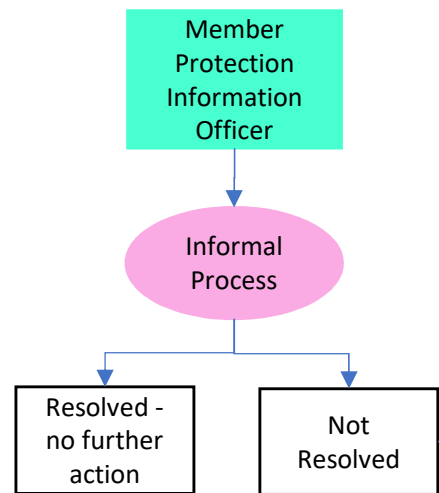 Member
Protection
Information
Officer
Informal
Process
Resolved -
no further
action
Not
Resolved